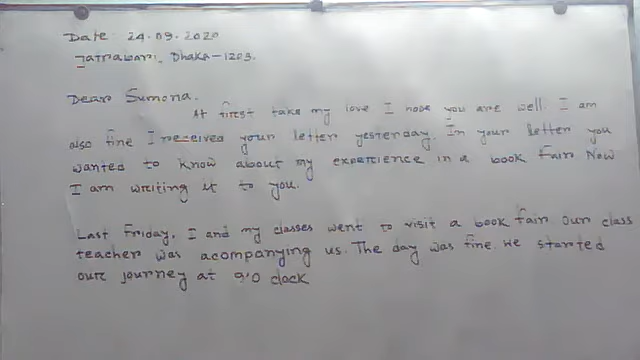 Date: 24.09.2020
Jatrabari, Dhaka-1203.
Dear Sumona.
At first take my love I hope you are well. I am
also fine I received your letter yesterday. In your letter you
wanted to know about my experience in a book fair Now
I am writing it to you.
Last Friday, I and my classes went to visit a book fair our class
teacher was acompanying us. The day was fine. We started
our journey at 9'0 clock